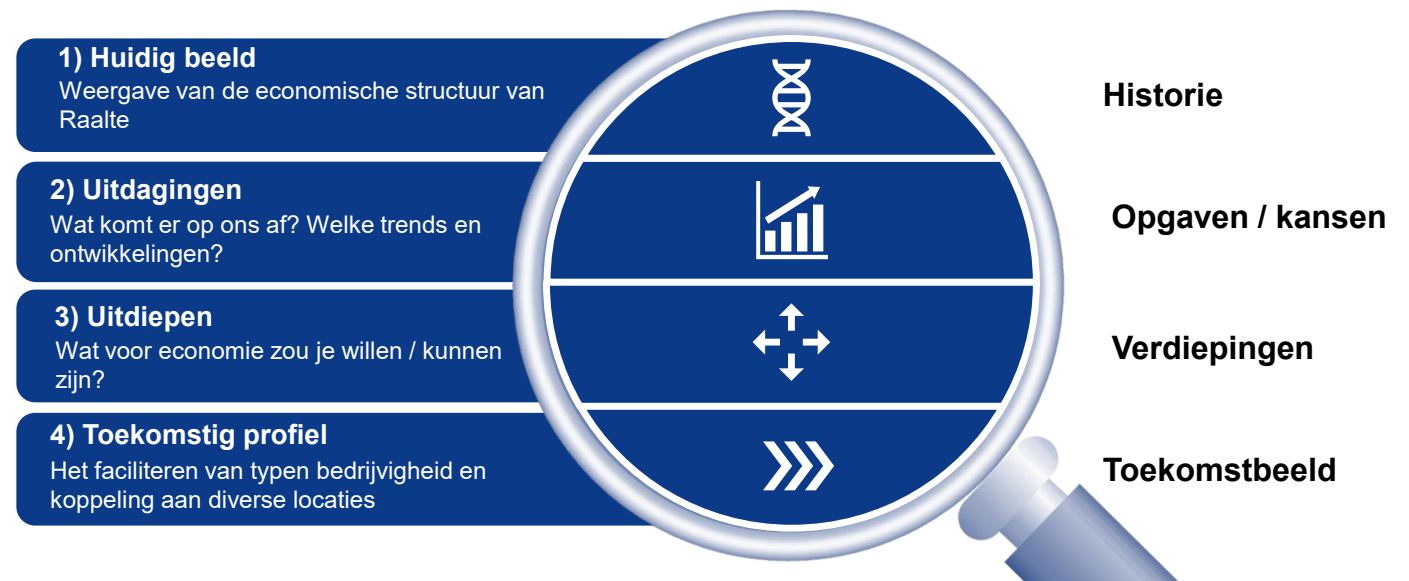 1) Huidig beeld
Weergave van de economische structuur van
Raalte
Historie
2) Uitdagingen
Wat komt er op ons af? Welke trends en
ontwikkelingen?
Opgaven / kansen
3) Uitdiepen
Wat voor economie zou je willen / kunnen
zijn?
Verdiepingen
4) Toekomstig profiel
Het faciliteren van typen bedrijvigheid en
koppeling aan diverse locaties
Toekomstbeeld